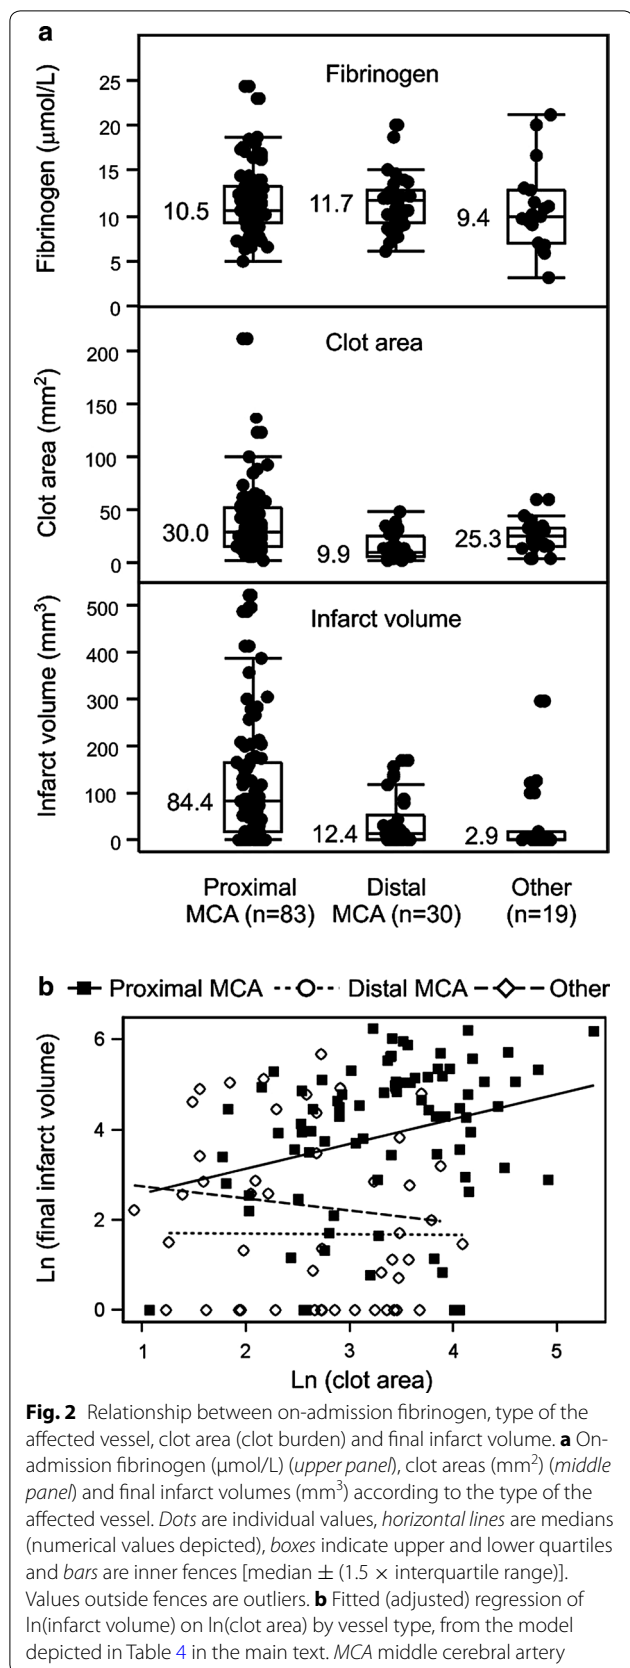 a
Fibrinogen
Fibrinogen (µmol/L)
25
20
15
10
5
0
10.5
11.7
9.4
Clot area
Clot area (mm²)
200
150
100
50
0
30.0
9.9
25.3
Infarct volume
Infarct volume (mm³)
500
400
300
200
100
0
84.4
12.4
2.9
Proximal MCA (n=83)
Distal MCA (n=30)
Other (n=19)
b
Proximal MCA Distal MCA Other
Ln (final infarct volume)
6
4
2
0
1 2 3 4 5
Ln (clot area)
Fig. 2 Relationship between on-admission fibrinogen, type of the
affected vessel, clot area (clot burden) and final infarct volume. a On-
admission fibrinogen (µmol/L) (upper panel), clot areas (mm²) (middle
panel) and final infarct volumes (mm³) according to the type of the
affected vessel. Dots are individual values, horizontal lines are medians
(numerical values depicted), boxes indicate upper and lower quartiles
and bars are inner fences [median ± (1.5 × interquartile range)].
Values outside fences are outliers. b Fitted (adjusted) regression of
ln(infarct volume) on ln(clot area) by vessel type, from the model
depicted in Table 4 in the main text. MCA middle cerebral artery